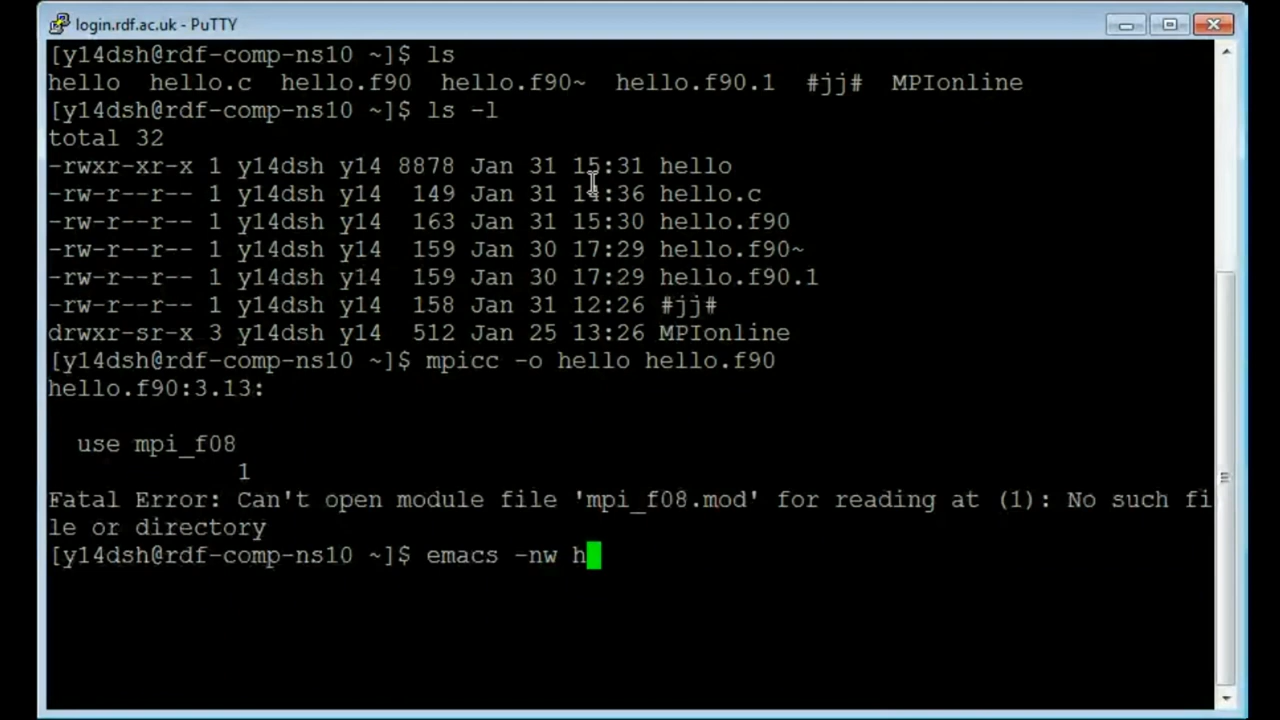 login.rdf.ac.uk - PuTTY
[y14dsh@rdf-comp-ns10 ~]$ ls
hello  hello.c  hello.f90  hello.f90~  hello.f90.1  #jj#  MPIonline
[y14dsh@rdf-comp-ns10 ~]$ ls -l
total 32
-rwxr-xr-x 1 y14dsh y14 8878 Jan 31 15:31 hello
-rw-r--r-- 1 y14dsh y14  149 Jan 31 14:36 hello.c
-rw-r--r-- 1 y14dsh y14  163 Jan 31 15:30 hello.f90
-rw-r--r-- 1 y14dsh y14  159 Jan 30 17:29 hello.f90~
-rw-r--r-- 1 y14dsh y14  159 Jan 30 17:29 hello.f90.1
-rw-r--r-- 1 y14dsh y14  158 Jan 31 12:26 #jj#
drwxr-sr-x 3 y14dsh y14  512 Jan 25 13:26 MPIonline
[y14dsh@rdf-comp-ns10 ~]$ mpicc -o hello hello.f90
hello.f90:3.13:
  use mpi_f08
             1
Fatal Error: Can't open module file 'mpi_f08.mod' for reading at (1): No such fi
le or directory
[y14dsh@rdf-comp-ns10 ~]$ emacs -nw h